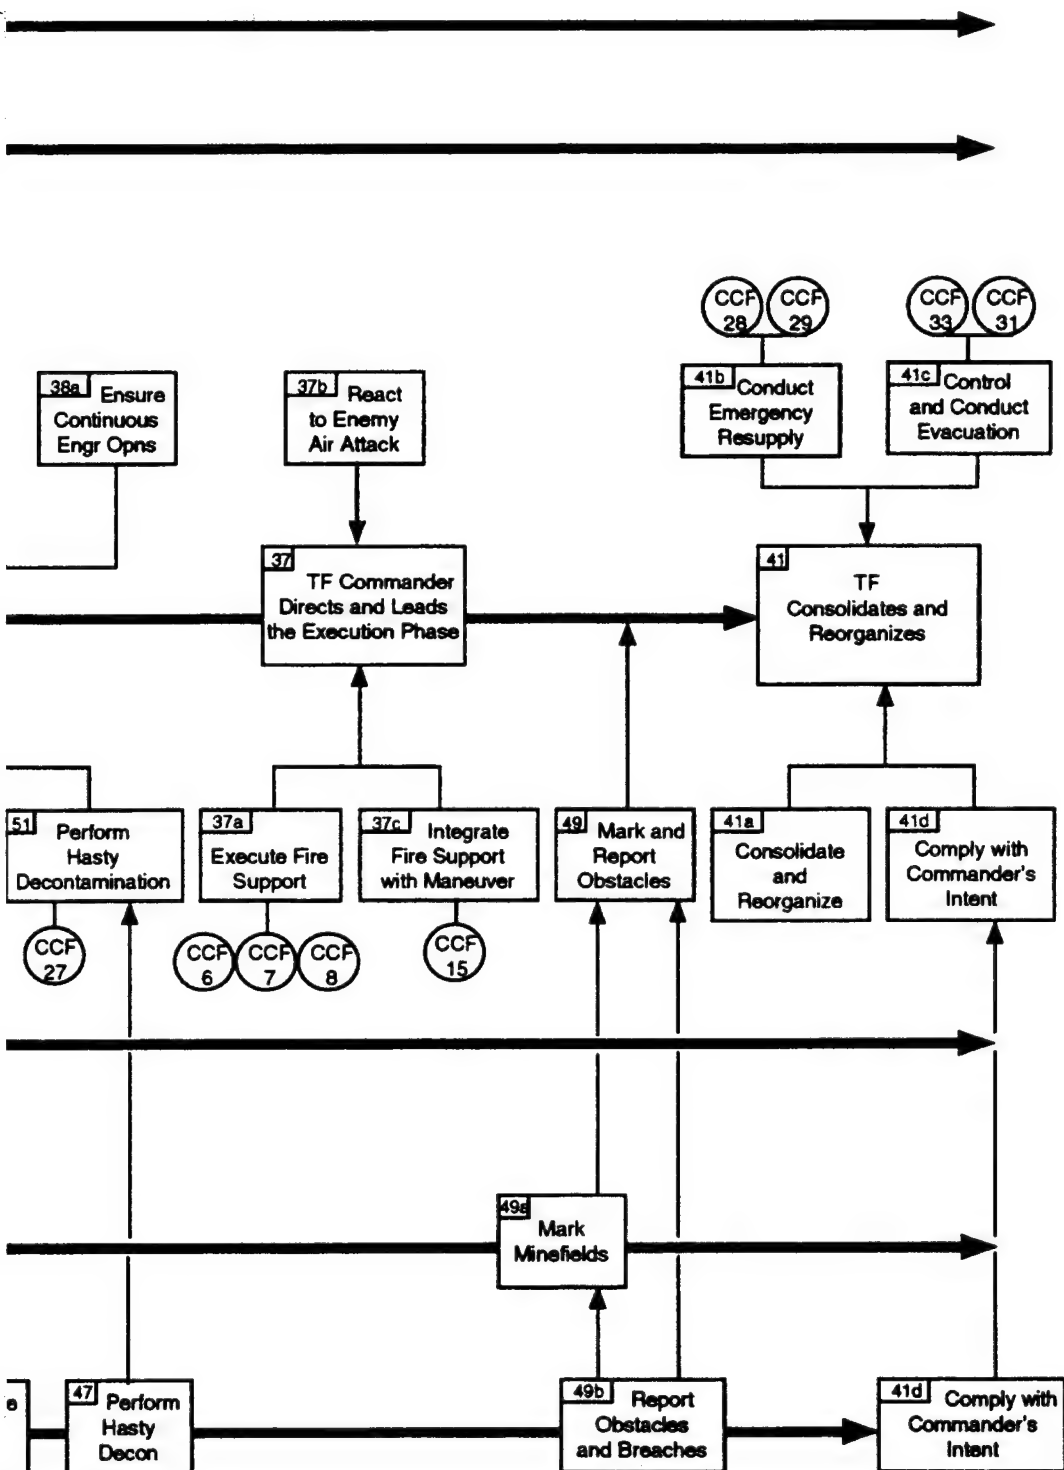 CCF
28
CCF
29
CCF
33
CCF
31
38a Ensure
Continuous
Engr Opns
37b React
to Enemy
Air Attack
41b Conduct
Emergency
Resupply
41c Control
and Conduct
Evacuation
37
TF Commander
Directs and Leads
the Execution Phase
41
TF
Consolidates and
Reorganizes
51 Perform
Hasty
Decontamination
37a
Execute Fire
Support
37c Integrate
Fire Support
with Maneuver
49 Mark and
Report
Obstacles
41a
Consolidate
and
Reorganize
41d
Comply with
Commander's
Intent
CCF
27
CCF
6
CCF
7
CCF
8
CCF
15
49a
Mark
Minefields
e
47 Perform
Hasty
Decon
49b Report
Obstacles
and Breaches
41d Comply with
Commander's
Intent